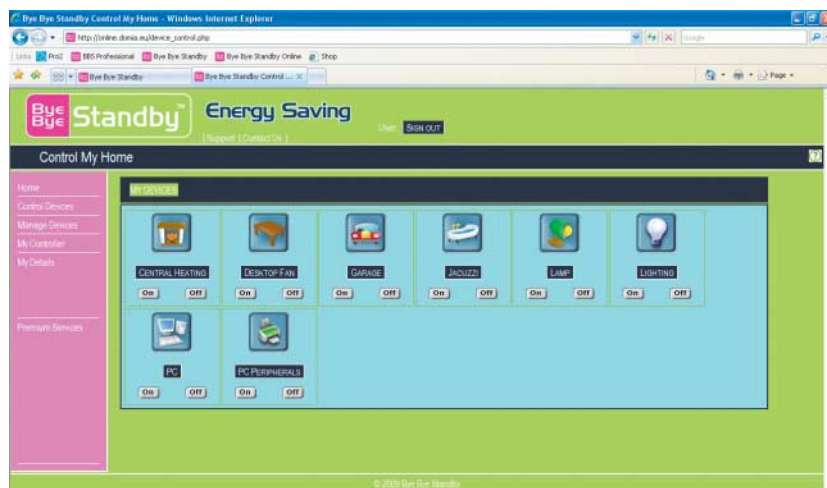 Bye Bye Standby Control My Home - Windows Internet Explorer
http://online.domia.eu/device_control.php
Links Pro2 BBS Professional Bye Bye Standby Bye Bye Standby Online Shop
Bye Bye Standby Bye Bye Standby Control .... Page
Bye Bye Standby™ Energy Saving
User: SIGN OUT
| Support | Contact Us |
Control My Home
Home
Control Devices
Manage Devices
My Controller
My Details
Premium Services
MY DEVICES
CENTRAL HEATING DESKTOP FAN GARAGE JACUZZI LAMP LIGHTING
On Off On Off On Off On Off On Off On Off
PC PC PERIPHERALS
On Off On Off
© 2008 Bye Bye Standby